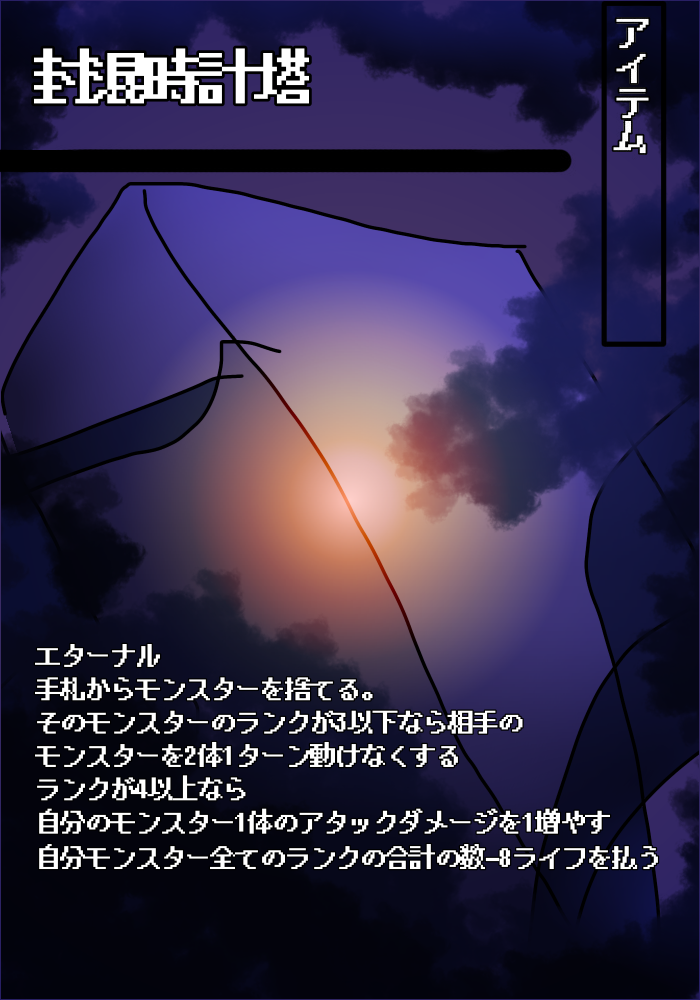 封時計塔
アイテム
エターナル
手札からモンスターを捨てる。
そのモンスターのランクが3以下なら相手の
モンスターを2体1ターン動けなくする
ランクが4以上なら
自分のモンスター1体のアタックダメージを1増やす
自分モンスター全てのランクの合計の数-8ライフを払う